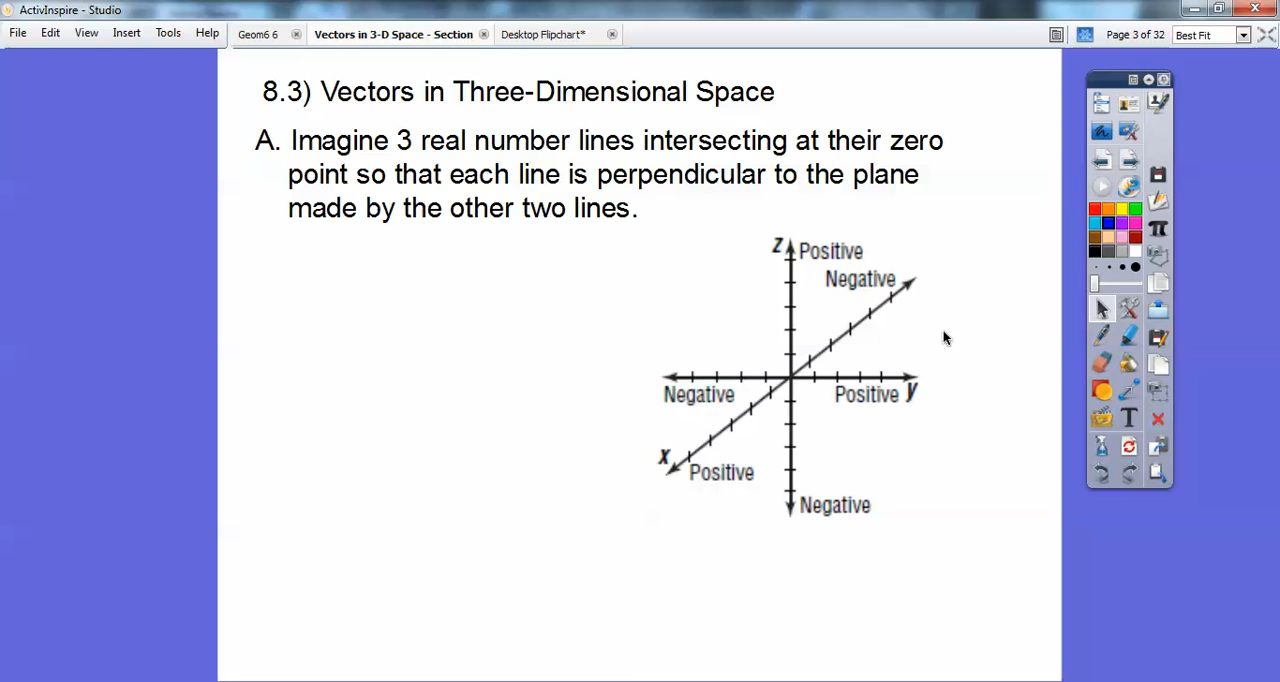 ActivInspire - Studio
File Edit View Insert Tools Help Geom6 6 Vectors in 3-D Space - Section Desktop Flipchart* Page 3 of 32 Best Fit
8.3) Vectors in Three-Dimensional Space
A. Imagine 3 real number lines intersecting at their zero
point so that each line is perpendicular to the plane
made by the other two lines.
z Positive
Negative
Negative Positive y
x Positive
Negative